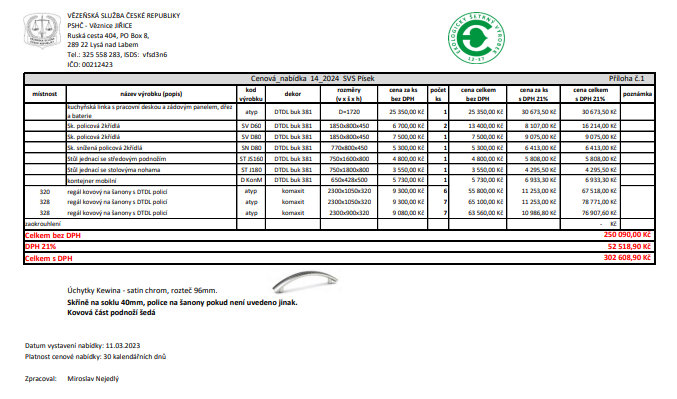 VĚZEŇSKÁ SLUŽBA ČESKÉ REPUBLIKY
PSHČ - Věznice JIŘICE
Ruská cesta 404, PO Box 8,
289 22 Lysá nad Labem
Tel.: 325 558 283, ISDS: vfsd3n6
IČO: 00212423
EKOLOGICKY ŠETRNÝ VÝROBEK
12-37
Cenová_nabídka 14_2024 SVS Písek Příloha č.1
místnost název výrobku (popis) kód výrobku dekor rozměry (v x š x h) cena za ks bez DPH počet ks cena celkem bez DPH cena za ks s DPH 21% cena celkem s DPH 21% poznámka
kuchyňská linka s pracovní deskou a zádovým panelem, dřez a baterie atyp DTDL buk 381 D=1720 25 350,00 Kč 1 25 350,00 Kč 30 673,50 Kč 30 673,50 Kč
Sk. policová 2křídlá SV D60 DTDL buk 381 1850x800x450 6 700,00 Kč 2 13 400,00 Kč 8 107,00 Kč 16 214,00 Kč
Sk. policová 2křídlá SV D80 DTDL buk 381 1850x800x450 7 500,00 Kč 1 7 500,00 Kč 9 075,00 Kč 9 075,00 Kč
Sk. snížená policová 2křídlá SN D80 DTDL buk 381 770x800x450 5 300,00 Kč 1 5 300,00 Kč 6 413,00 Kč 6 413,00 Kč
Stůl jednací se středovým podnožím ST JS160 DTDL buk 381 750x1600x800 4 800,00 Kč 1 4 800,00 Kč 5 808,00 Kč 5 808,00 Kč
Stůl jednací se stolovýma nohama ST J180 DTDL buk 381 750x1800x800 3 550,00 Kč 1 3 550,00 Kč 4 295,50 Kč 4 295,50 Kč
kontejner mobilní D KonM DTDL buk 381 650x428x500 5 730,00 Kč 1 5 730,00 Kč 6 933,30 Kč 6 933,30 Kč
320 regál kovový na šanony s DTDL policí atyp komaxit 2300x1050x320 9 300,00 Kč 6 55 800,00 Kč 11 253,00 Kč 67 518,00 Kč
328 regál kovový na šanony s DTDL policí atyp komaxit 2300x1050x320 9 300,00 Kč 7 65 100,00 Kč 11 253,00 Kč 78 771,00 Kč
328 regál kovový na šanony s DTDL policí atyp komaxit 2300x900x320 9 080,00 Kč 7 63 560,00 Kč 10 986,80 Kč 76 907,60 Kč
zaokrouhlení - Kč
Celkem bez DPH 250 090,00 Kč
DPH 21% 52 518,90 Kč
Celkem s DPH 302 608,90 Kč
Úchytky Kewina - satin chrom, rozteč 96mm.
Skříně na soklu 40mm, police na šanony pokud není uvedeno jinak.
Kovová část podnoží šedá
Datum vystavení nabídky: 11.03.2023
Platnost cenové nabídky: 30 kalendářních dnů
Zpracoval: Miroslav Nejedlý